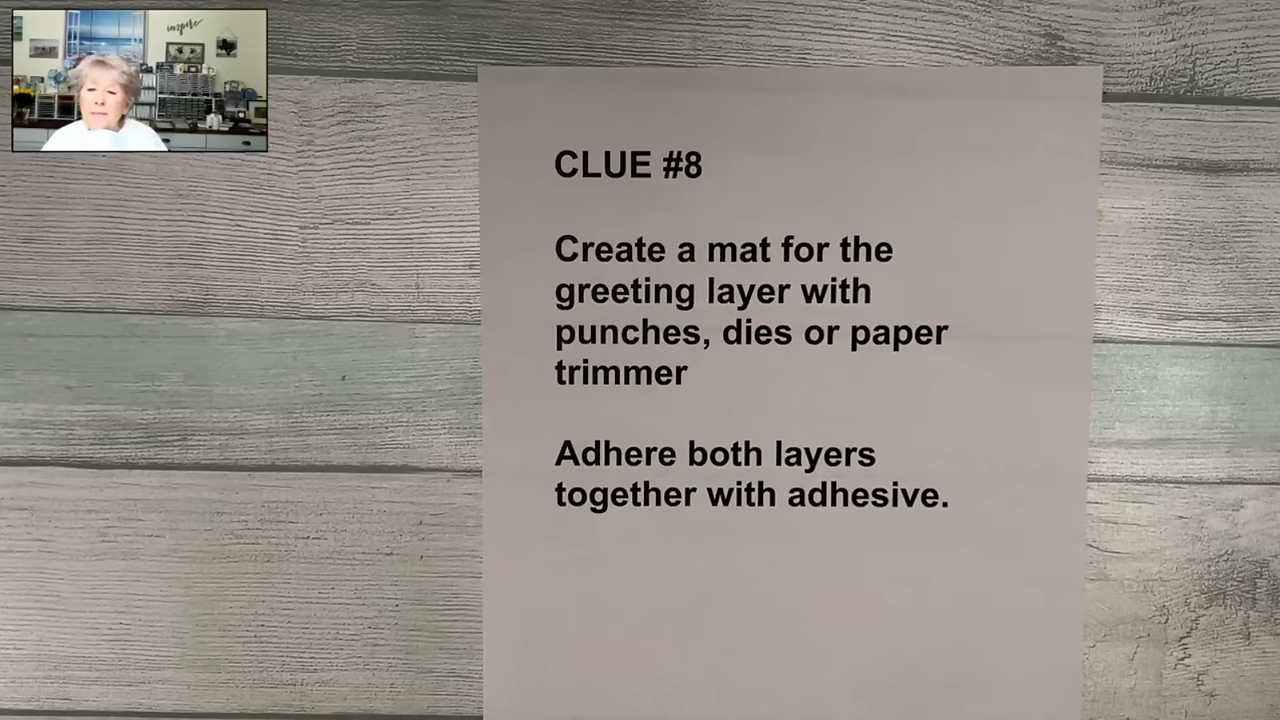 inspire
CLUE #8
Create a mat for the
greeting layer with
punches, dies or paper
trimmer
Adhere both layers
together with adhesive.